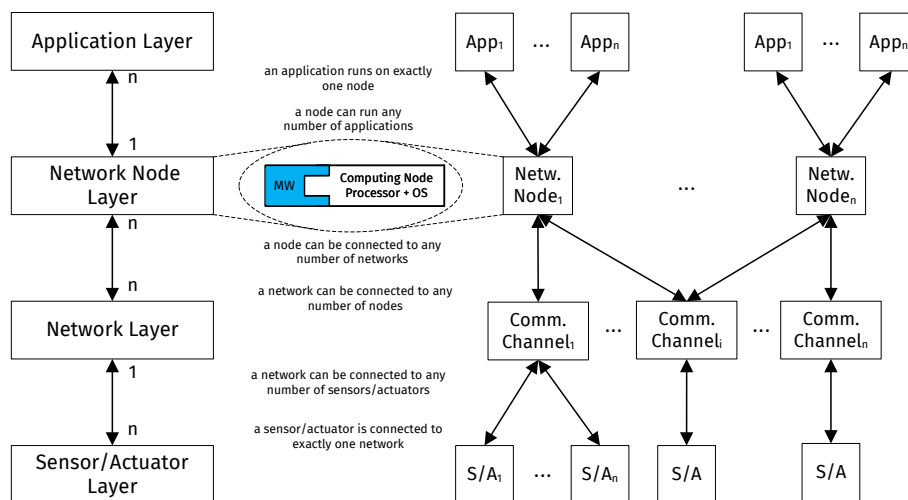 Application Layer
n
1
Network Node
Layer
n
n
Network Layer
1
n
Sensor/Actuator
Layer
an application runs on exactly
one node
a node can run any
number of applications
MW
Computing Node
Processor + OS
a node can be connected to any
number of networks
a network can be connected to any
number of nodes
a network can be connected to any
number of sensors/actuators
a sensor/actuator is connected to
exactly one network
App₁ ... Appₙ App₁ ... Appₙ
Netw.
Node₁
...
Netw.
Nodeₙ
Comm.
Channel₁
...
Comm.
Channelᵢ
...
Comm.
Channelₙ
S/A₁ ... S/Aₙ S/A S/A